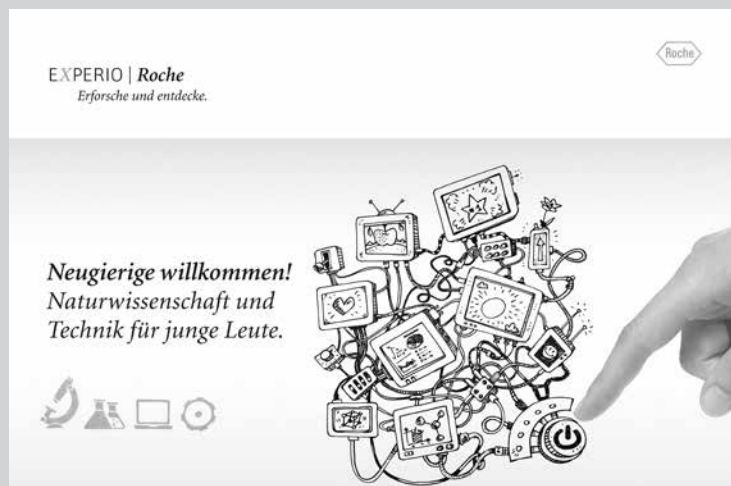 EXPERIO | Roche
Erforsche und entdecke.
Roche
Neugierige willkommen!
Naturwissenschaft und
Technik für junge Leute.